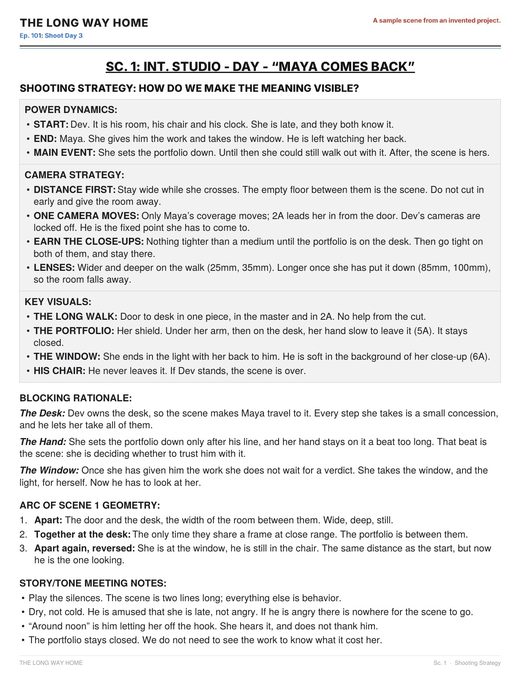 THE LONG WAY HOME
A sample scene from an invented project.
Ep. 101: Shoot Day 3
SC. 1: INT. STUDIO - DAY - “MAYA COMES BACK”
SHOOTING STRATEGY: HOW DO WE MAKE THE MEANING VISIBLE?
POWER DYNAMICS:
• START: Dev. It is his room, his chair and his clock. She is late, and they both know it.
• END: Maya. She gives him the work and takes the window. He is left watching her back.
• MAIN EVENT: She sets the portfolio down. Until then she could still walk out with it. After, the scene is hers.
CAMERA STRATEGY:
• DISTANCE FIRST: Stay wide while she crosses. The empty floor between them is the scene. Do not cut in
early and give the room away.
• ONE CAMERA MOVES: Only Maya’s coverage moves; 2A leads her in from the door. Dev’s cameras are
locked off. He is the fixed point she has to come to.
• EARN THE CLOSE-UPS: Nothing tighter than a medium until the portfolio is on the desk. Then go tight on
both of them, and stay there.
• LENSES: Wider and deeper on the walk (25mm, 35mm). Longer once she has put it down (85mm, 100mm),
so the room falls away.
KEY VISUALS:
• THE LONG WALK: Door to desk in one piece, in the master and in 2A. No help from the cut.
• THE PORTFOLIO: Her shield. Under her arm, then on the desk, her hand slow to leave it (5A). It stays
closed.
• THE WINDOW: She ends in the light with her back to him. He is soft in the background of her close-up (6A).
• HIS CHAIR: He never leaves it. If Dev stands, the scene is over.
BLOCKING RATIONALE:
The Desk: Dev owns the desk, so the scene makes Maya travel to it. Every step she takes is a small concession,
and he lets her take all of them.
The Hand: She sets the portfolio down only after his line, and her hand stays on it a beat too long. That beat is
the scene: she is deciding whether to trust him with it.
The Window: Once she has given him the work she does not wait for a verdict. She takes the window, and the
light, for herself. Now he has to look at her.
ARC OF SCENE 1 GEOMETRY:
1. Apart: The door and the desk, the width of the room between them. Wide, deep, still.
2. Together at the desk: The only time they share a frame at close range. The portfolio is between them.
3. Apart again, reversed: She is at the window, he is still in the chair. The same distance as the start, but now
he is the one looking.
STORY/TONE MEETING NOTES:
• Play the silences. The scene is two lines long; everything else is behavior.
• Dry, not cold. He is amused that she is late, not angry. If he is angry there is nowhere for the scene to go.
• “Around noon” is him letting her off the hook. She hears it, and does not thank him.
• The portfolio stays closed. We do not need to see the work to know what it cost her.
THE LONG WAY HOME
Sc. 1 · Shooting Strategy